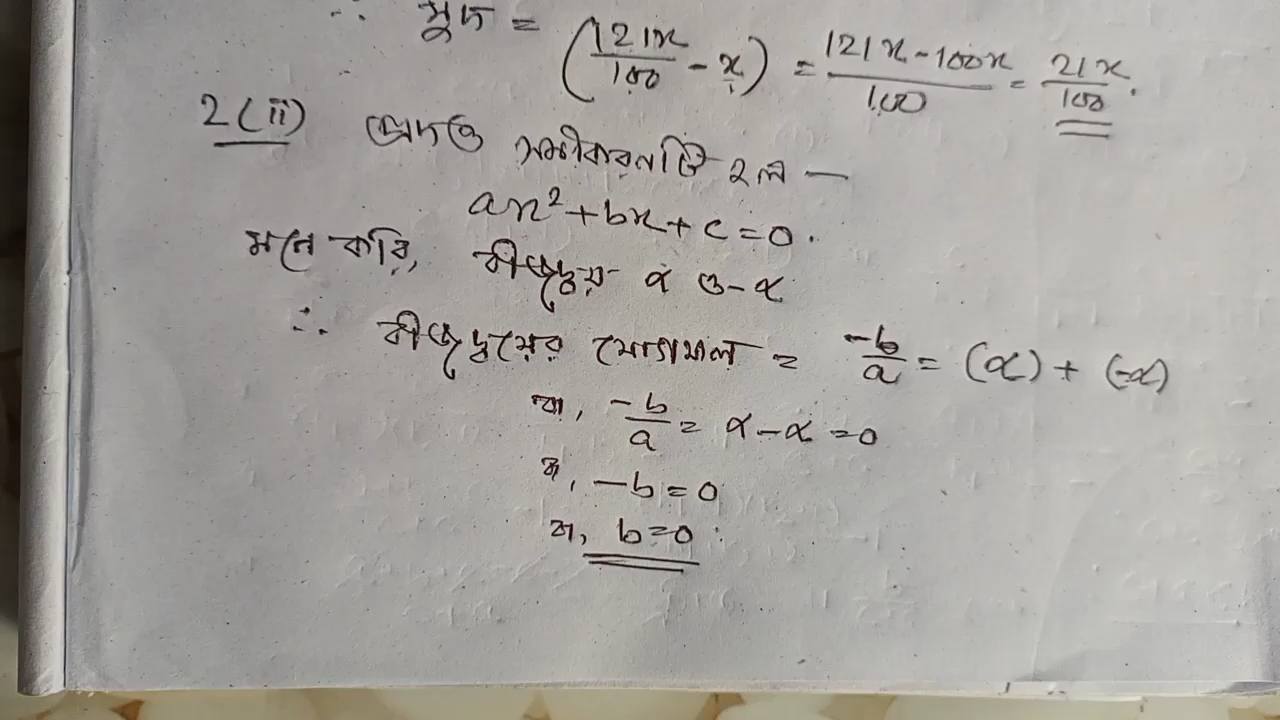 ∴ সুদ = (121x/100 - x) = 121x - 100x/100 = 21x/100.
2(ii) প্রদত্ত সমীকরণটি হল —
ax² + bx + c = 0.
মনে করি, বীজদ্বয় α ও -α
∴ বীজদ্বয়ের যোগফল = -b/a = (α) + (-α)
বা, -b/a = α - α = 0
বা, -b = 0
বা, b = 0